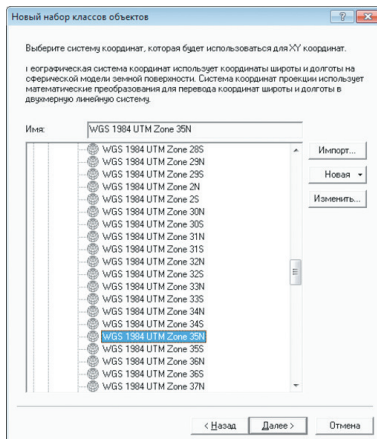 Новый набор классов объектов
Выберите систему координат, которая будет использоваться для XY координат.
Географическая система координат использует координаты широты и долготы на
сферической модели земной поверхности. Система координат проекции использует
математические преобразования для перевода координат широты и долготы в
двухмерную линейную систему.
Имя:
WGS 1984 UTM Zone 35N
WGS 1984 UTM Zone 28S
WGS 1984 UTM Zone 29N
WGS 1984 UTM Zone 29S
WGS 1984 UTM Zone 2N
WGS 1984 UTM Zone 2S
WGS 1984 UTM Zone 30N
WGS 1984 UTM Zone 30S
WGS 1984 UTM Zone 31N
WGS 1984 UTM Zone 31S
WGS 1984 UTM Zone 32N
WGS 1984 UTM Zone 32S
WGS 1984 UTM Zone 33N
WGS 1984 UTM Zone 33S
WGS 1984 UTM Zone 34N
WGS 1984 UTM Zone 34S
WGS 1984 UTM Zone 35N
WGS 1984 UTM Zone 35S
WGS 1984 UTM Zone 36N
WGS 1984 UTM Zone 36S
WGS 1984 UTM Zone 37N
Импорт...
Новая
Изменить...
< Назад
Далее >
Отмена